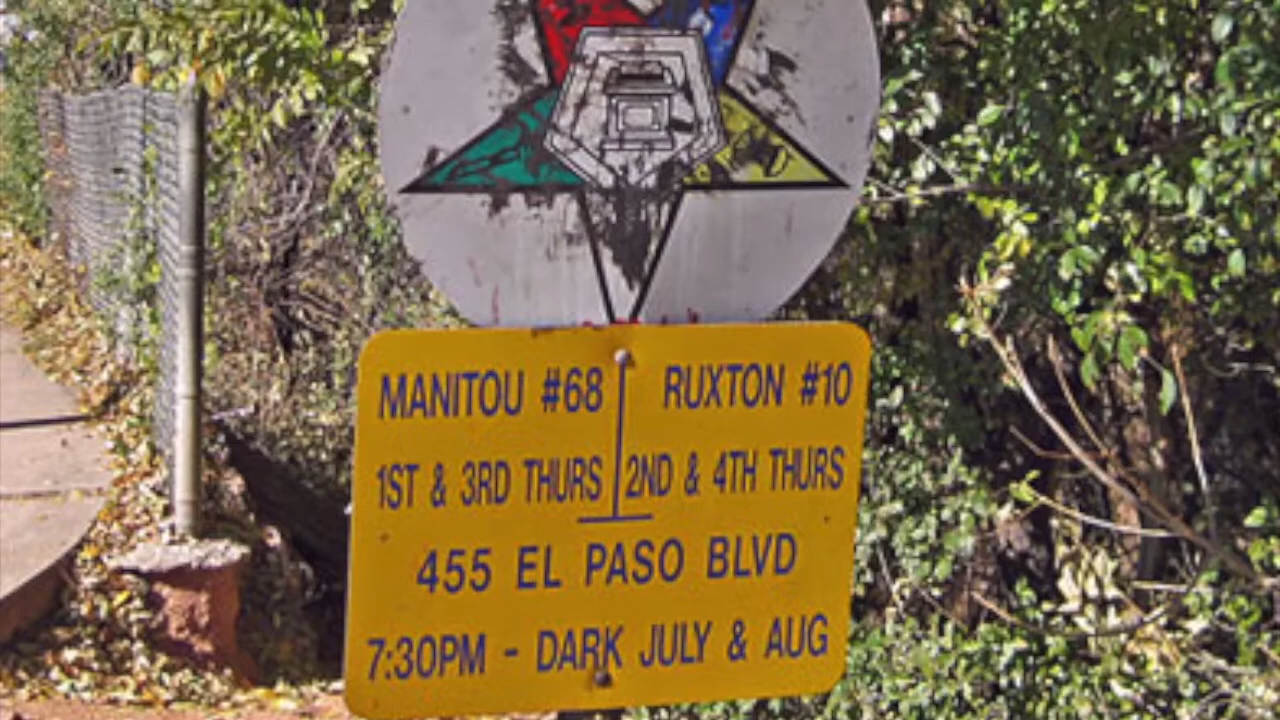 MANITOU #68 RUXTON #10
1ST & 3RD THURS 2ND & 4TH THURS
455 EL PASO BLVD
7:30PM - DARK JULY & AUG